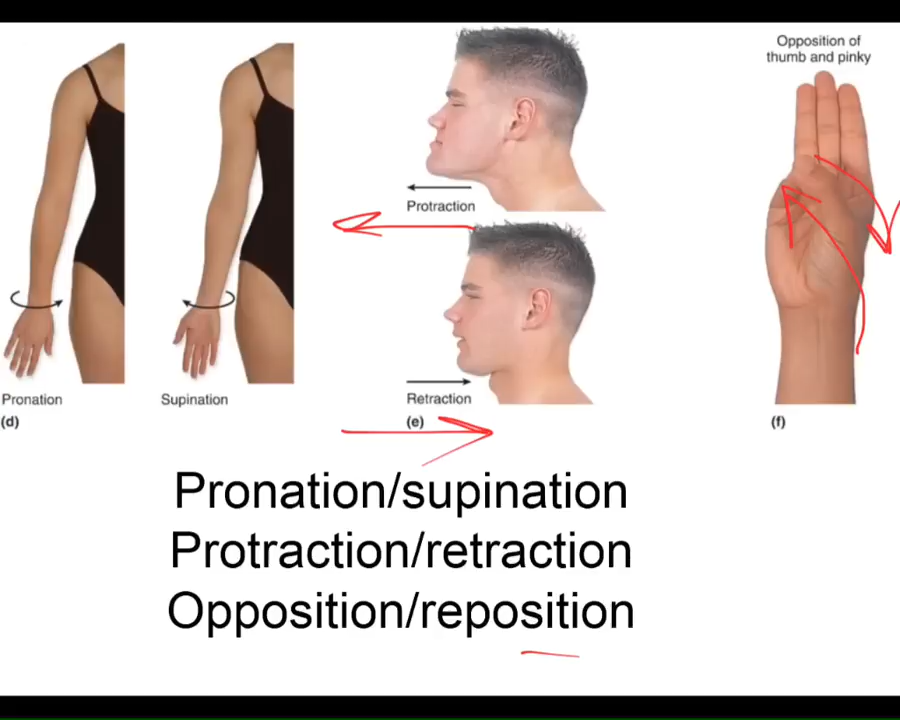 Opposition of
thumb and pinky
Protraction
Pronation
Supination
Retraction
(d)
(e)
(f)
Pronation/supination
Protraction/retraction
Opposition/reposition